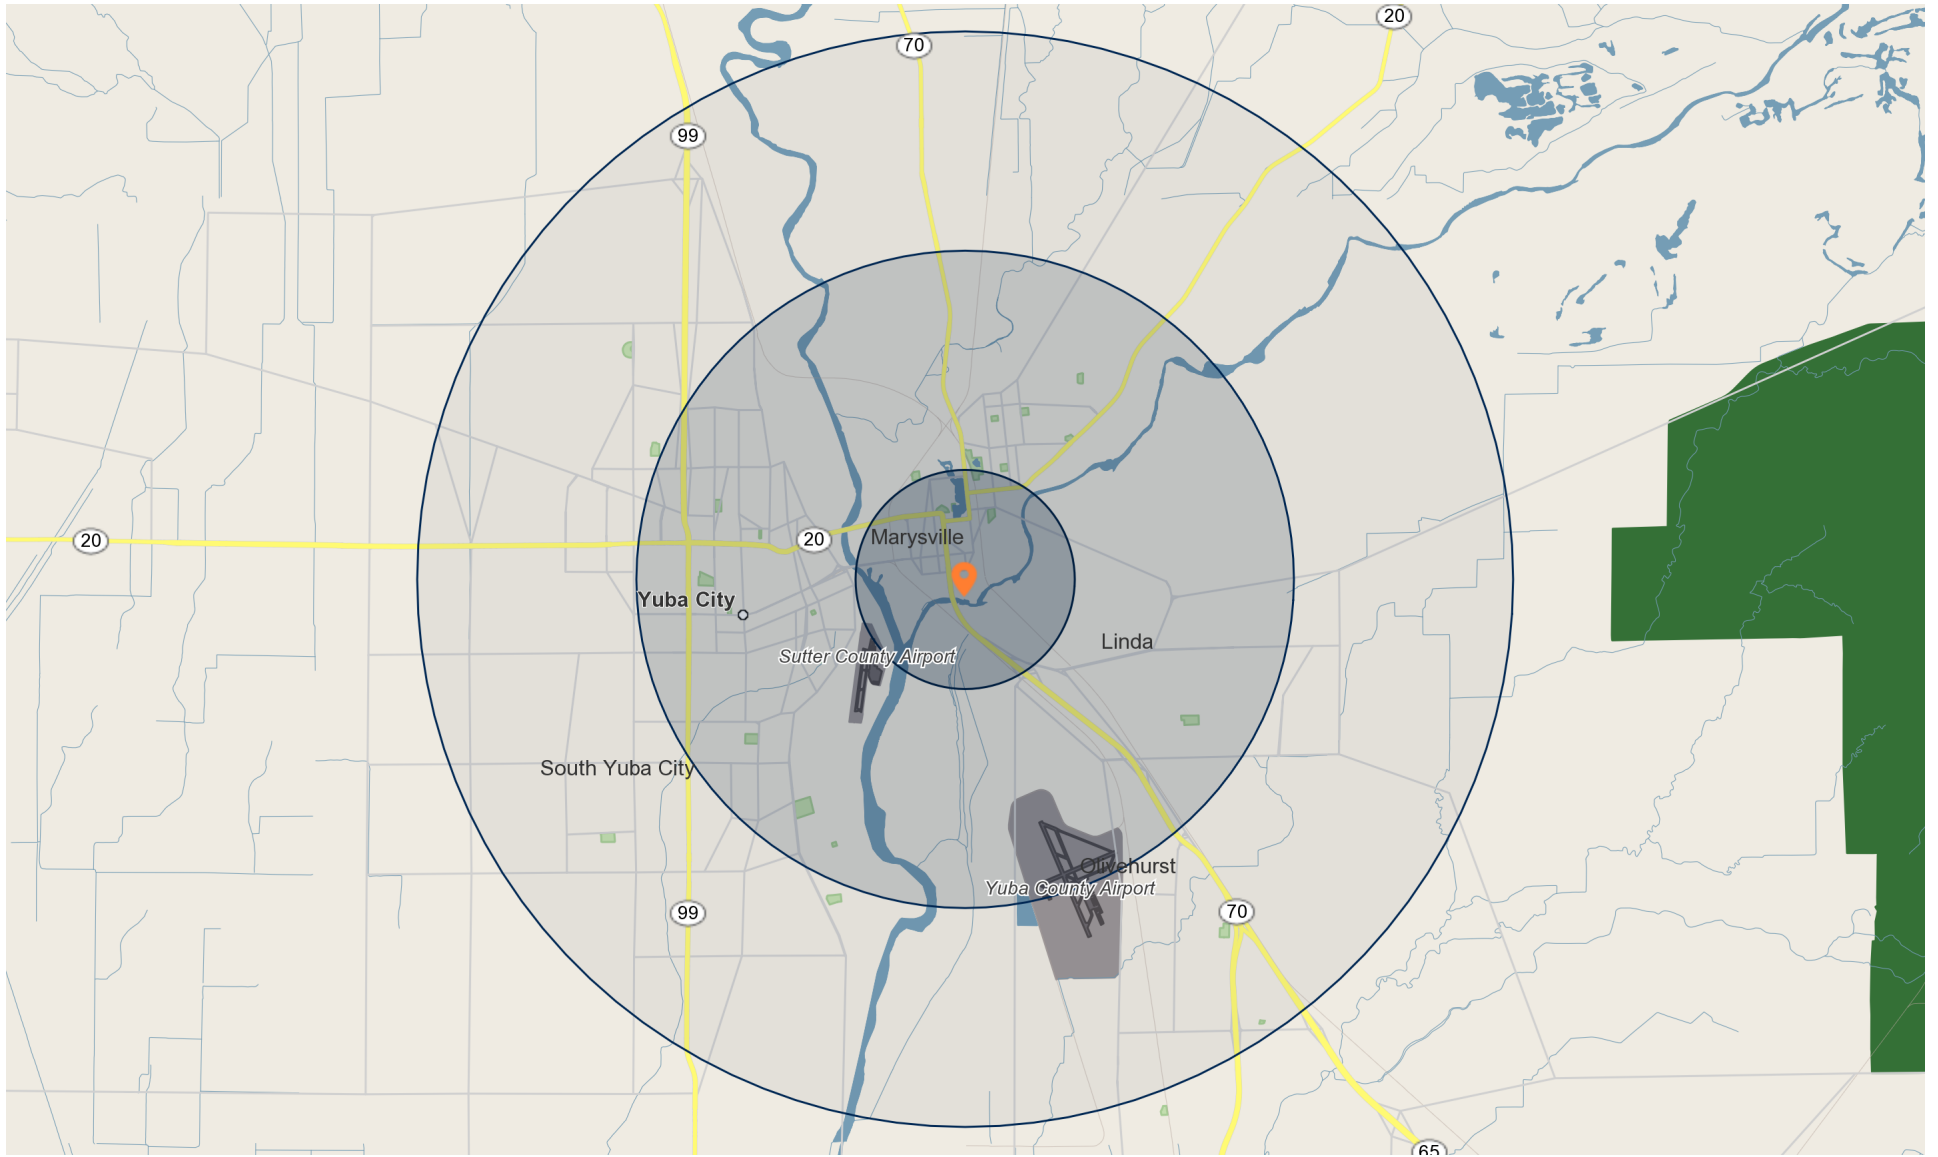 20
70
99
20
20
Marysville
Yuba City
Linda
Sutter County Airport
South Yuba City
Olivehurst
Yuba County Airport
99
70
65